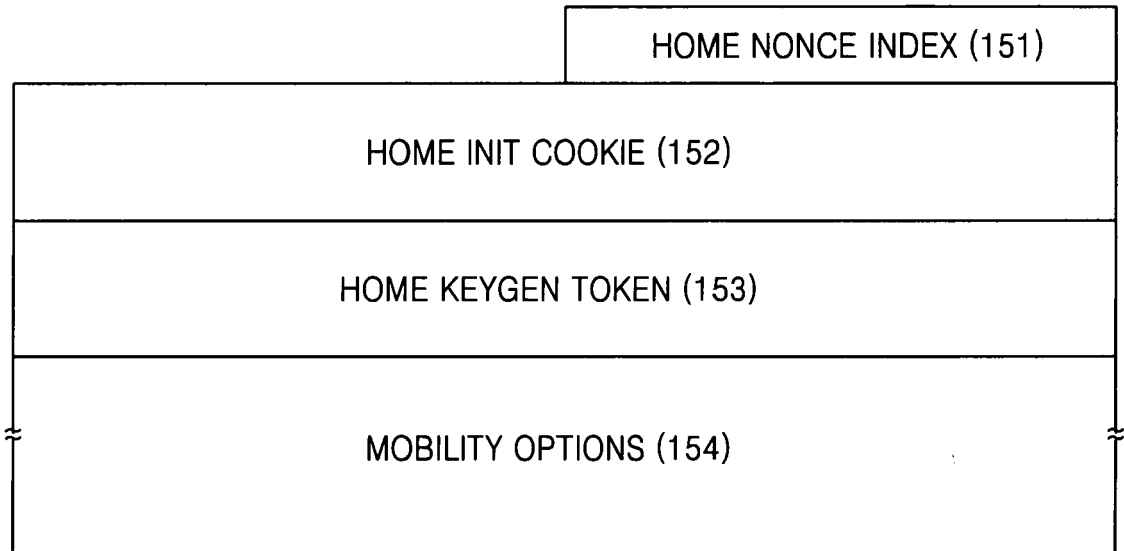 HOME NONCE INDEX (151)
HOME INIT COOKIE (152)
HOME KEYGEN TOKEN (153)
MOBILITY OPTIONS (154)